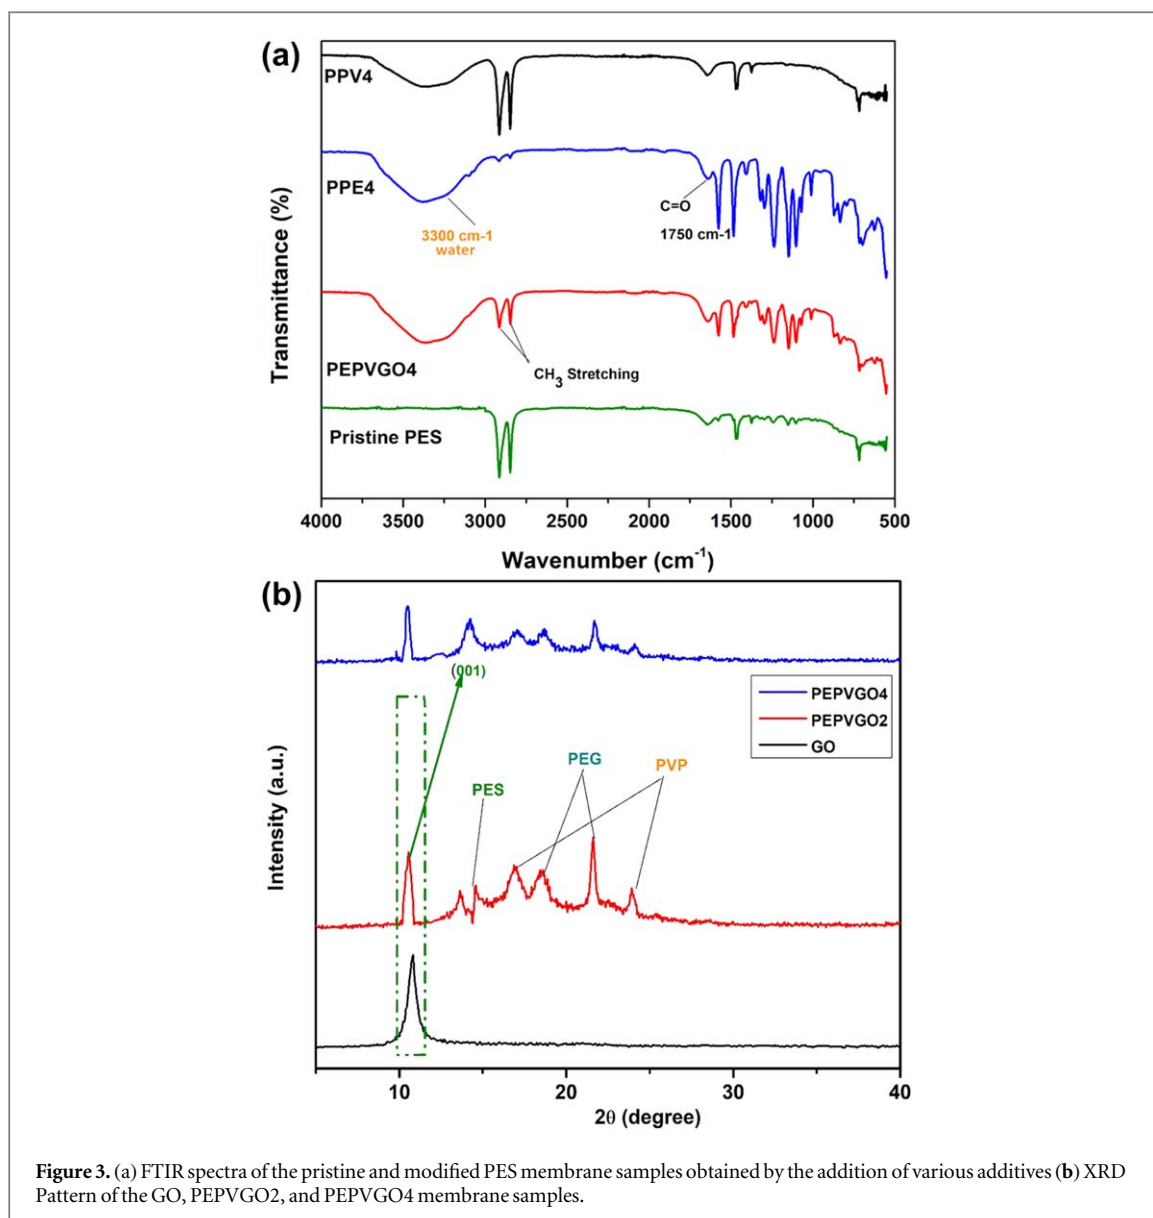 (a)
PPV4
PPE4
C=O
3300 cm-1
water
1750 cm-1
PEPVGO4
CH3 Stretching
Pristine PES
Transmittance (%)
4000 3500 3000 2500 2000 1500 1000 500
Wavenumber (cm-1)
(b)
(001)
PEPVGO4
PEPVGO2
GO
PEG
PVP
PES
Intensity (a.u.)
10 20 30 40
2θ (degree)
Figure 3. (a) FTIR spectra of the pristine and modified PES membrane samples obtained by the addition of various additives (b) XRD
Pattern of the GO, PEPVGO2, and PEPVGO4 membrane samples.